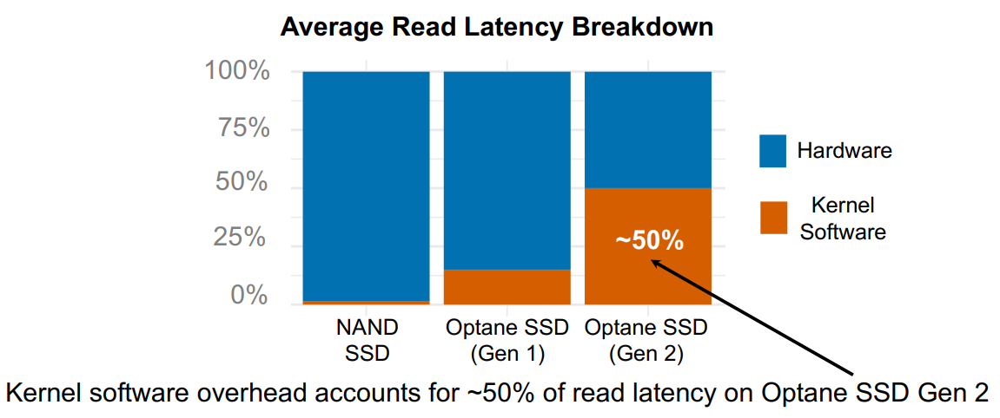 Average Read Latency Breakdown
100%
75%
50%
25%
0%
~50%
NAND
SSD
Optane SSD
(Gen 1)
Optane SSD
(Gen 2)
Hardware
Kernel
Software
Kernel software overhead accounts for ~50% of read latency on Optane SSD Gen 2